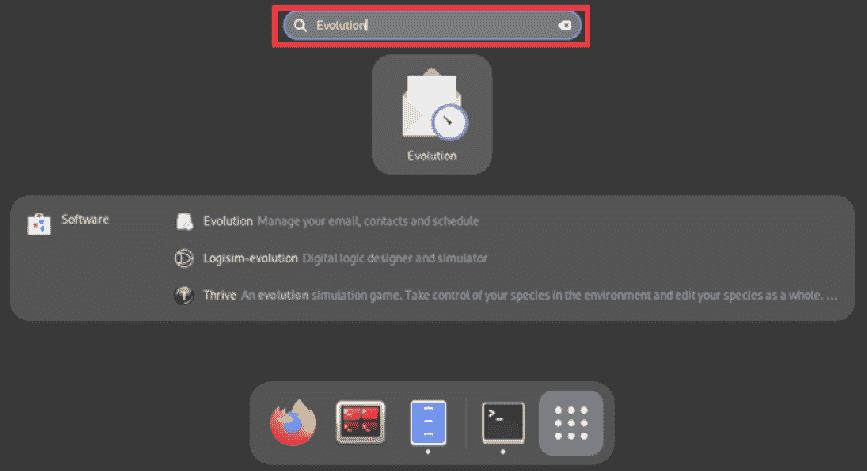 Evolution
Evolution
Software
Evolution Manage your email, contacts and schedule
Logisim-evolution Digital logic designer and simulator
Thrive An evolution simulation game. Take control of your species in the environment and edit your species as a whole. ...
>_